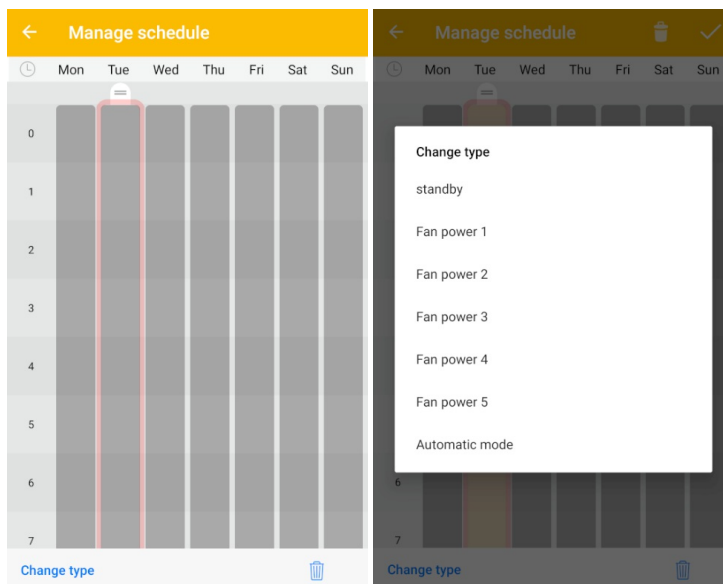 Manage schedule
Mon Tue Wed Thu Fri Sat Sun
0
1
2
3
4
5
6
7
Change type
Manage schedule
Mon Tue Wed Thu Fri Sat Sun
Change type
standby
Fan power 1
Fan power 2
Fan power 3
Fan power 4
Fan power 5
Automatic mode
6
7
Change type